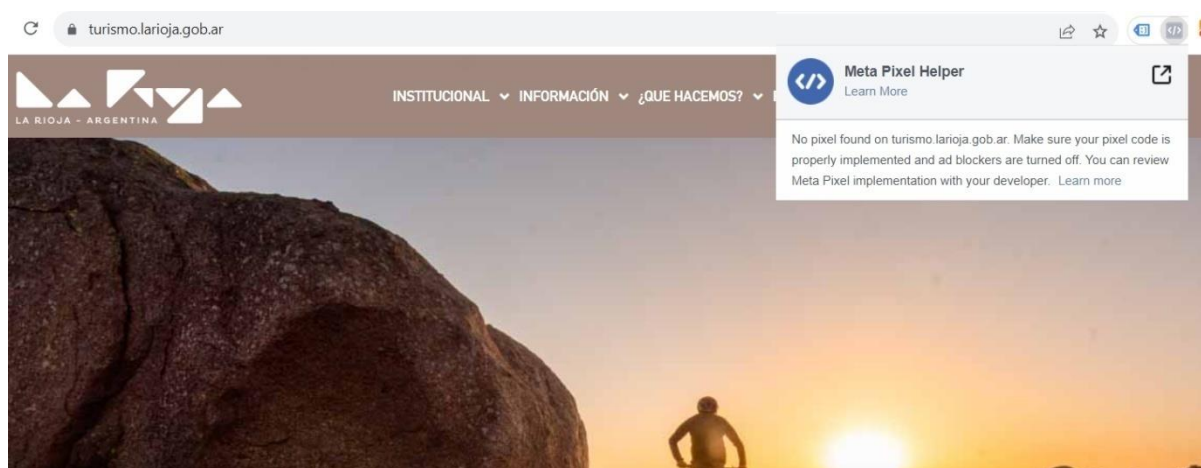 turismo.larioja.gob.ar
LA RIOJA
LA RIOJA - ARGENTINA
INSTITUCIONAL INFORMACIÓN ¿QUE HACEMOS?
Meta Pixel Helper
Learn More
No pixel found on turismo.larioja.gob.ar. Make sure your pixel code is
properly implemented and ad blockers are turned off. You can review
Meta Pixel implementation with your developer. Learn more